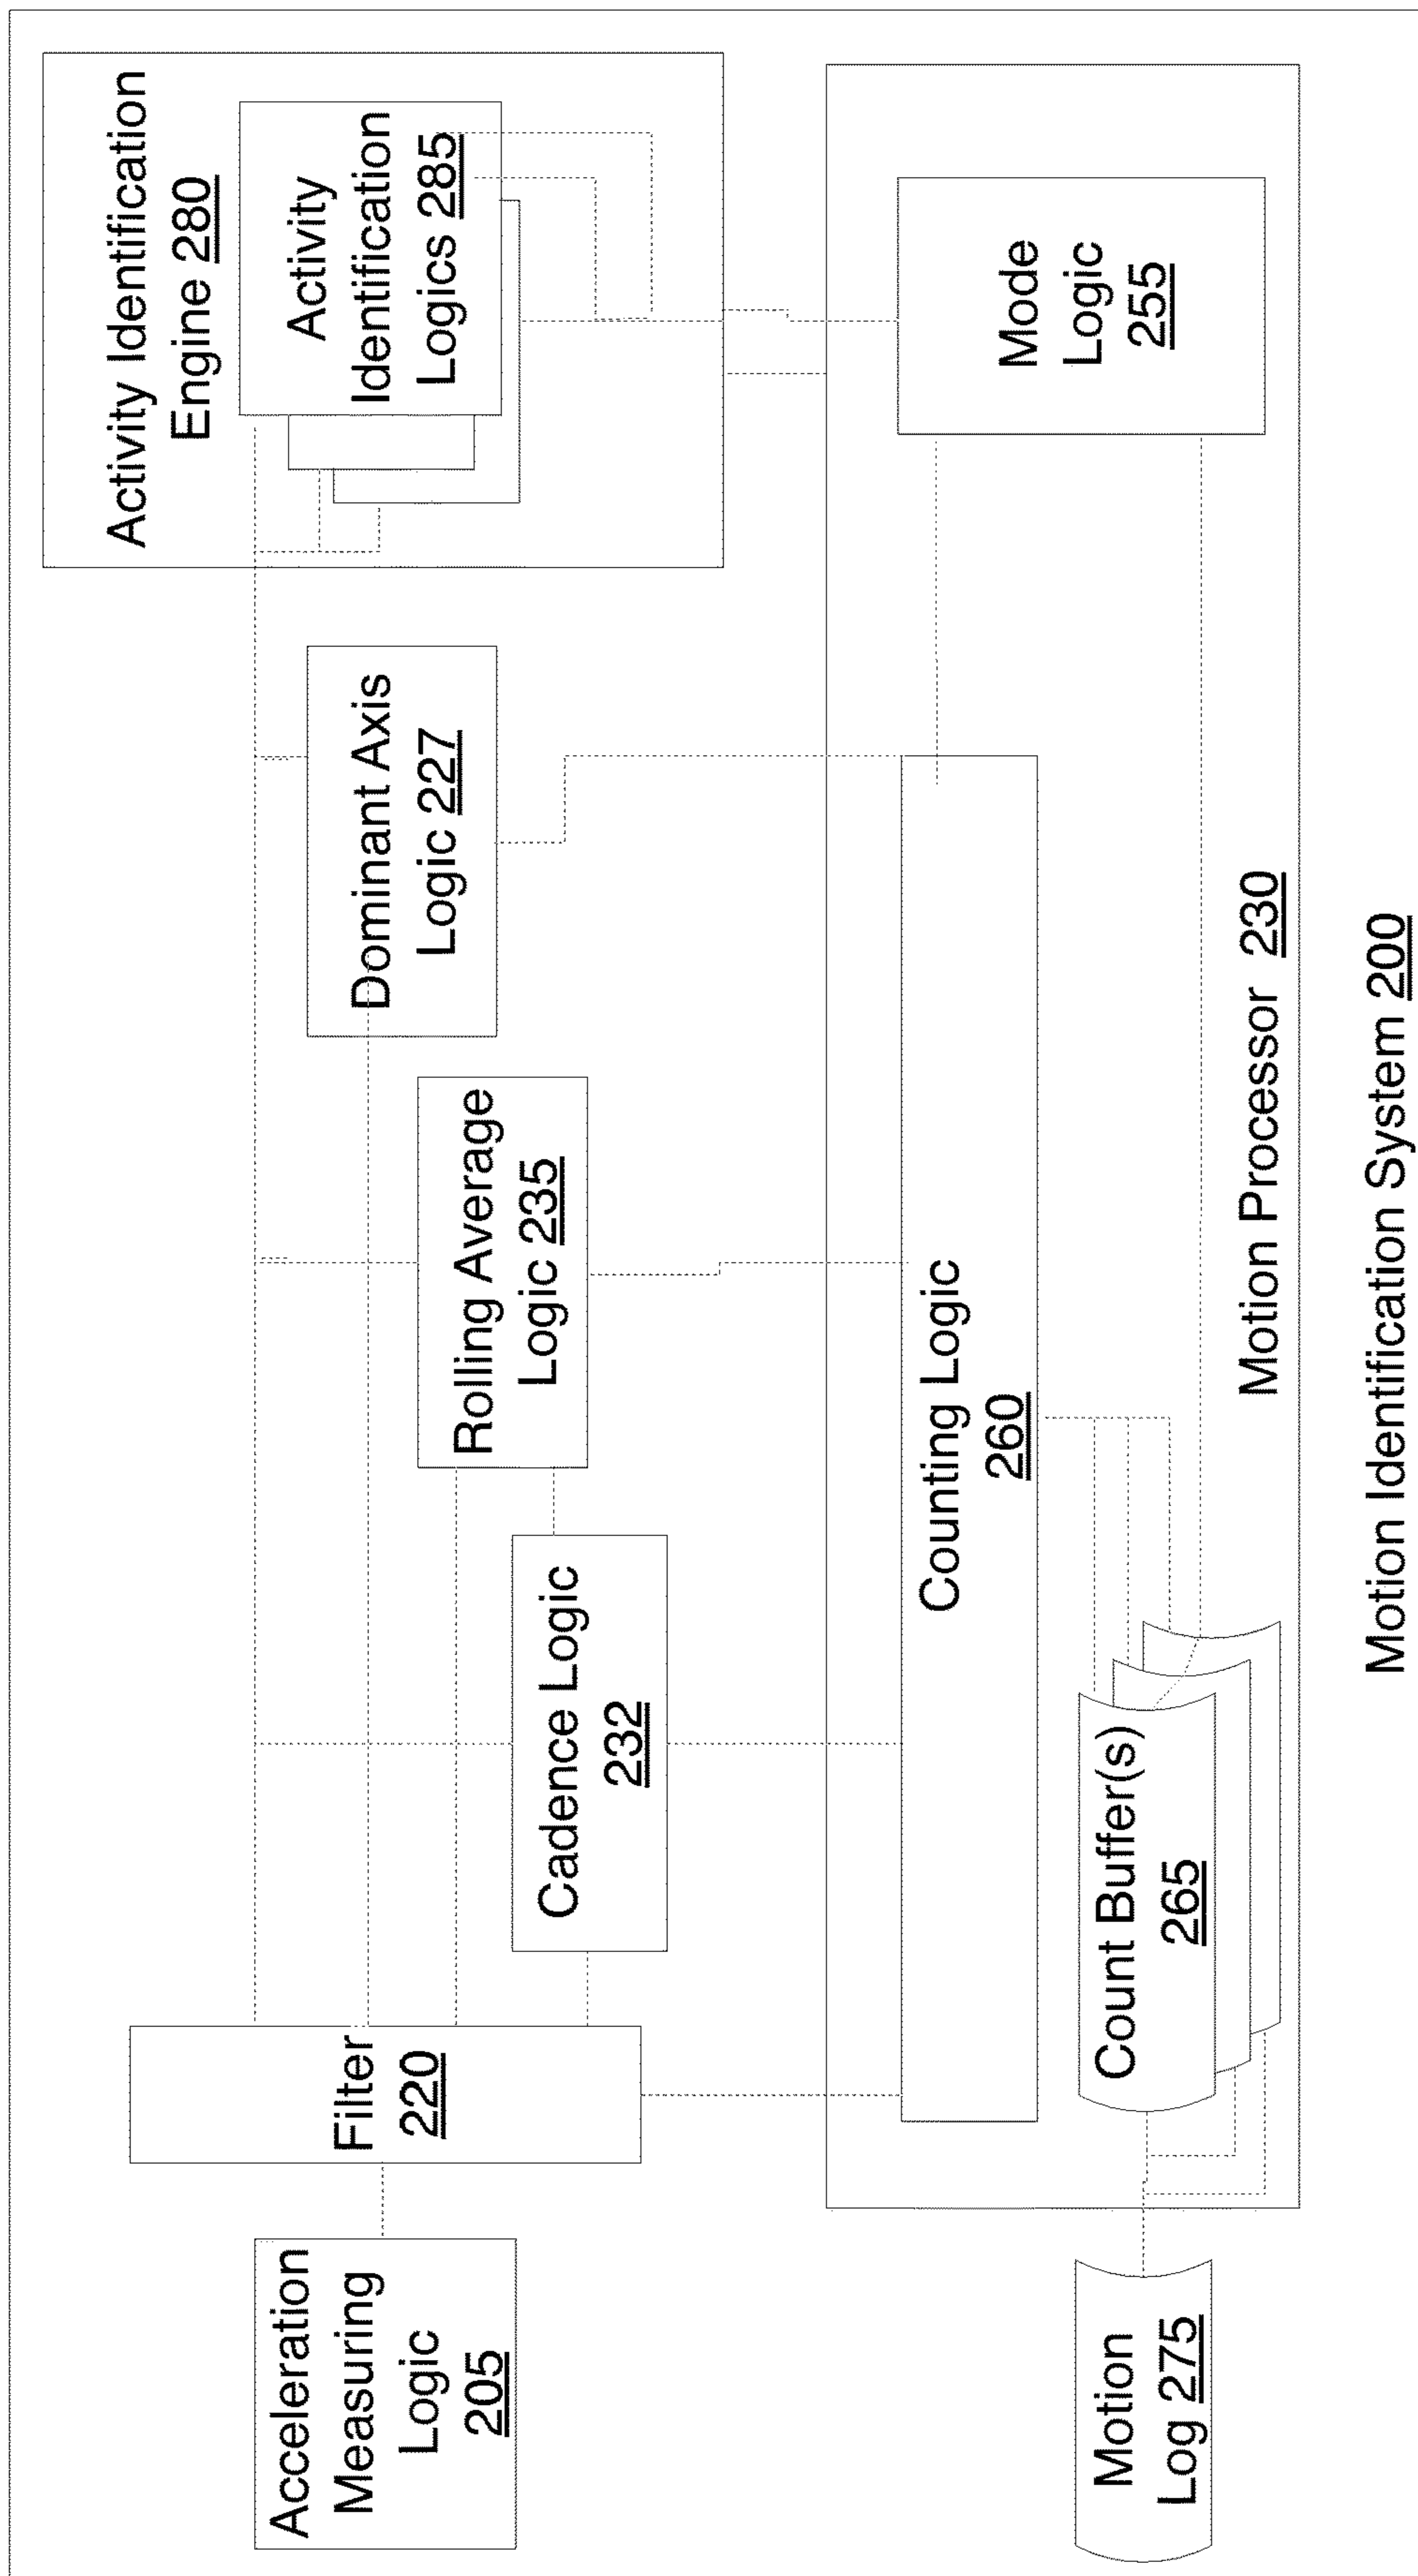 Activity Identification
Engine 280
Activity
Identification
Logics 285
Dominant Axis
Logic 227
Rolling Average
Logic 235
Cadence Logic
232
Filter
220
Acceleration
Measuring
Logic
205
Mode
Logic
255
Counting Logic
260
Count Buffer(s)
265
Motion Processor 230
Motion
Log 275
Motion Identification System 200